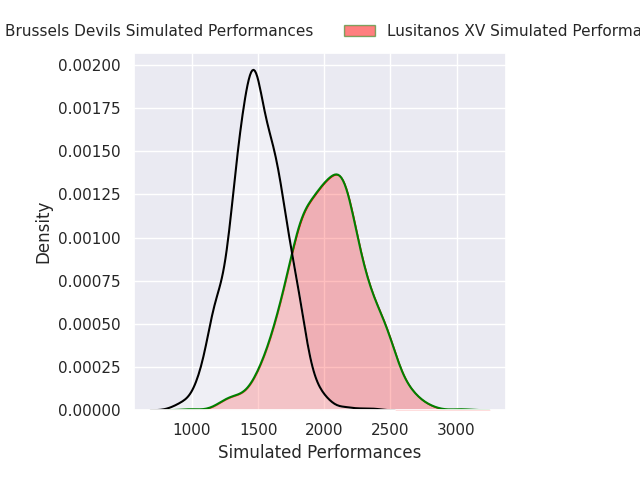 Brussels Devils Simulated Performances
Lusitanos XV Simulated Performa
0.00200
0.00175
0.00150
0.00125
0.00100
0.00075
0.00050
0.00025
0.00000
Density
1000 1500 2000 2500 3000
Simulated Performances